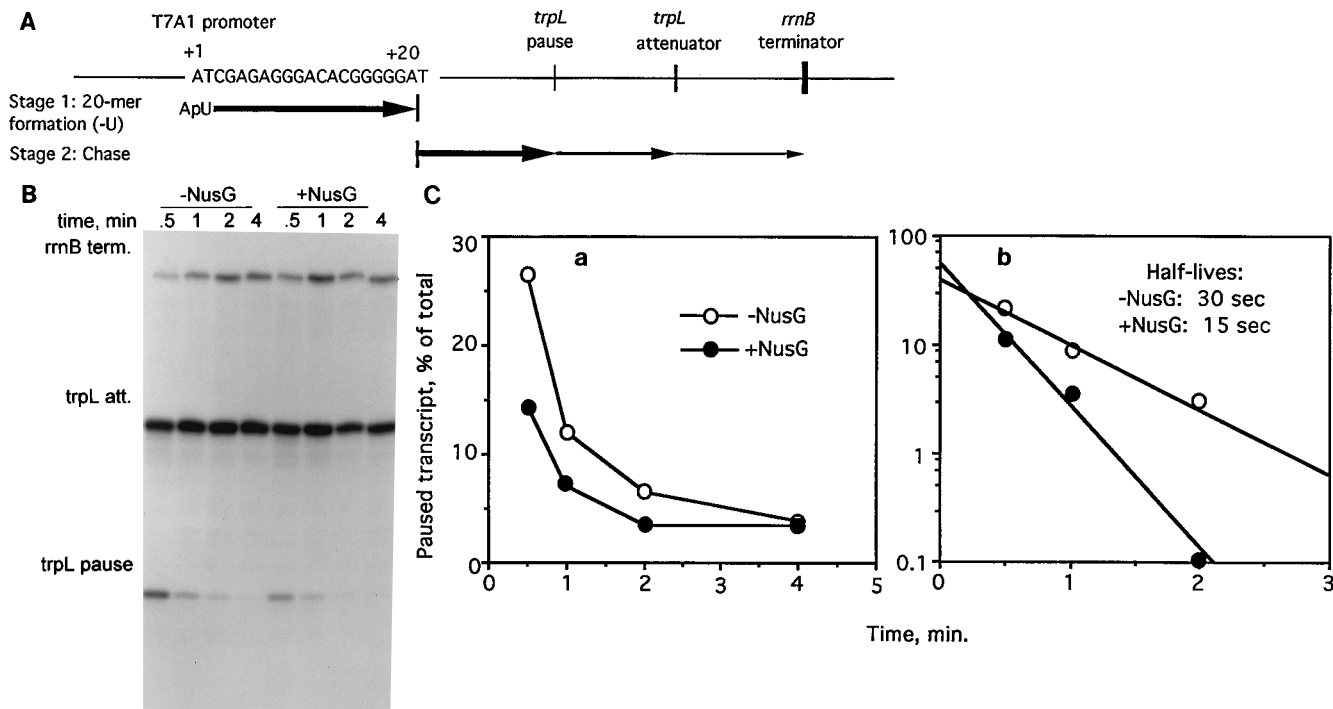 A
T7A1 promoter
trpL pause
trpL attenuator
rrnB terminator
+1
+20
ATCGAGAGGGACACGGGGGAT
Stage 1: 20-mer formation (-U)
ApU
Stage 2: Chase
B
-NusG
+NusG
time, min
.5 1 2 4 .5 1 2 4
rrnB term.
trpL att.
trpL pause
C
Paused transcript, % of total
30
20
10
0
a
-NusG
+NusG
0 1 2 3 4 5
100
10
1
0.1
b
Half-lives:
-NusG: 30 sec
+NusG: 15 sec
0 1 2 3
Time, min.